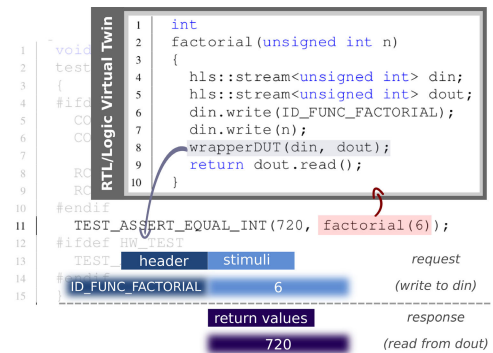 RTL/Logic Virtual Twin
1 int
2 factorial(unsigned int n)
3 {
4 hls::stream<unsigned int> din;
5 hls::stream<unsigned int> dout;
6 din.write(ID_FUNC_FACTORIAL);
7 din.write(n);
8 wrapperDUT(din, dout);
9 return dout.read();
10 }
1 void
2 test
3 {
4 #ifd
5 CO
6 CO
7
8 RC
9 RC
10 #endif
11 TEST_ASSERT_EQUAL_INT(720, factorial(6));
12 #ifdef HW_TEST
13 TEST_
header stimuli request
14 #endif
ID_FUNC_FACTORIAL 6 (write to din)
15
return values response
720 (read from dout)